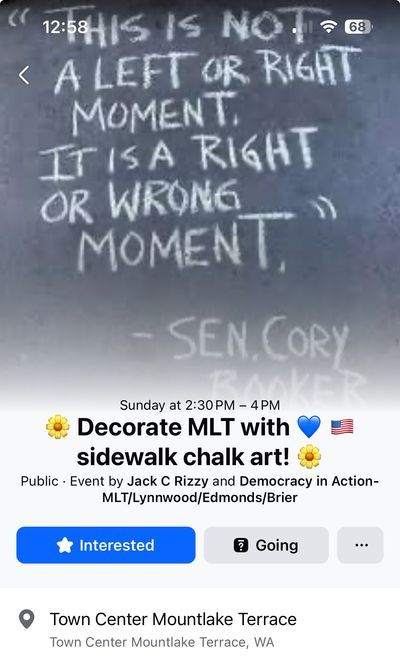 12:58
68
“THIS IS NOT
A LEFT OR RIGHT
MOMENT.
IT IS A RIGHT
OR WRONG
MOMENT.”
- SEN. CORY
BOOKER
Sunday at 2:30 PM – 4 PM
🌼 Decorate MLT with 💙 🇺🇸
sidewalk chalk art! 🌼
Public · Event by Jack C Rizzy and Democracy in Action-
MLT/Lynnwood/Edmonds/Brier
Interested
Going
Town Center Mountlake Terrace
Town Center Mountlake Terrace, WA